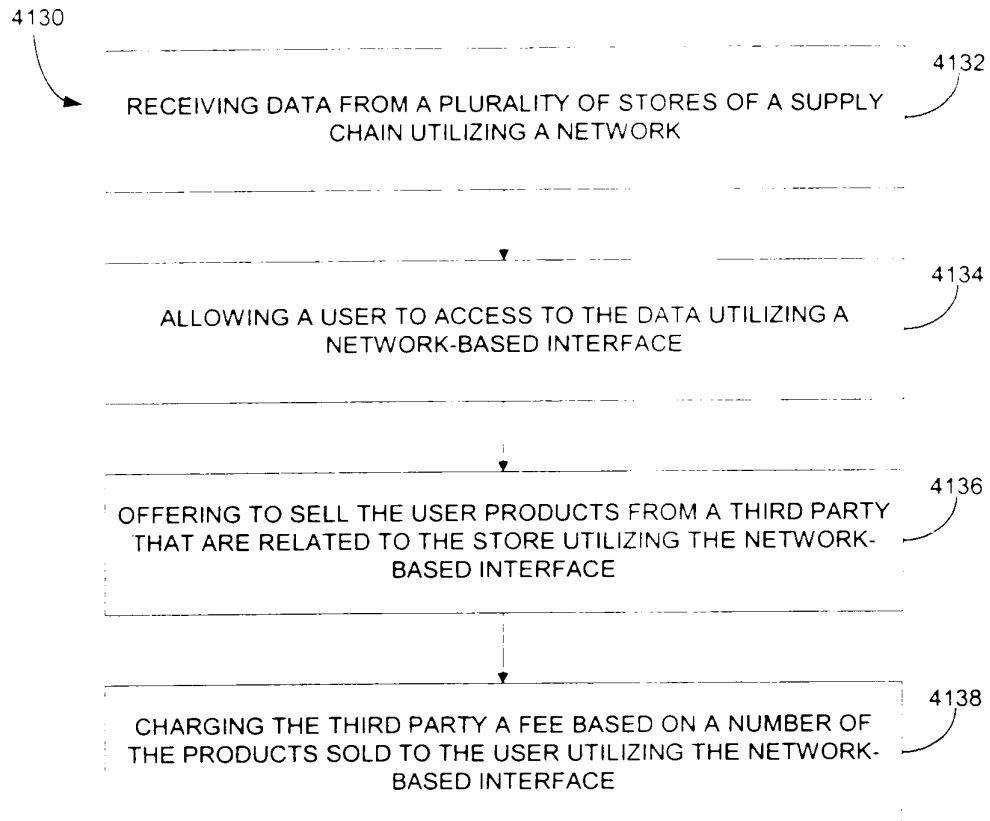 4130
4132
RECEIVING DATA FROM A PLURALITY OF STORES OF A SUPPLY
CHAIN UTILIZING A NETWORK
4134
ALLOWING A USER TO ACCESS TO THE DATA UTILIZING A
NETWORK-BASED INTERFACE
4136
OFFERING TO SELL THE USER PRODUCTS FROM A THIRD PARTY
THAT ARE RELATED TO THE STORE UTILIZING THE NETWORK-
BASED INTERFACE
4138
CHARGING THE THIRD PARTY A FEE BASED ON A NUMBER OF
THE PRODUCTS SOLD TO THE USER UTILIZING THE NETWORK-
BASED INTERFACE